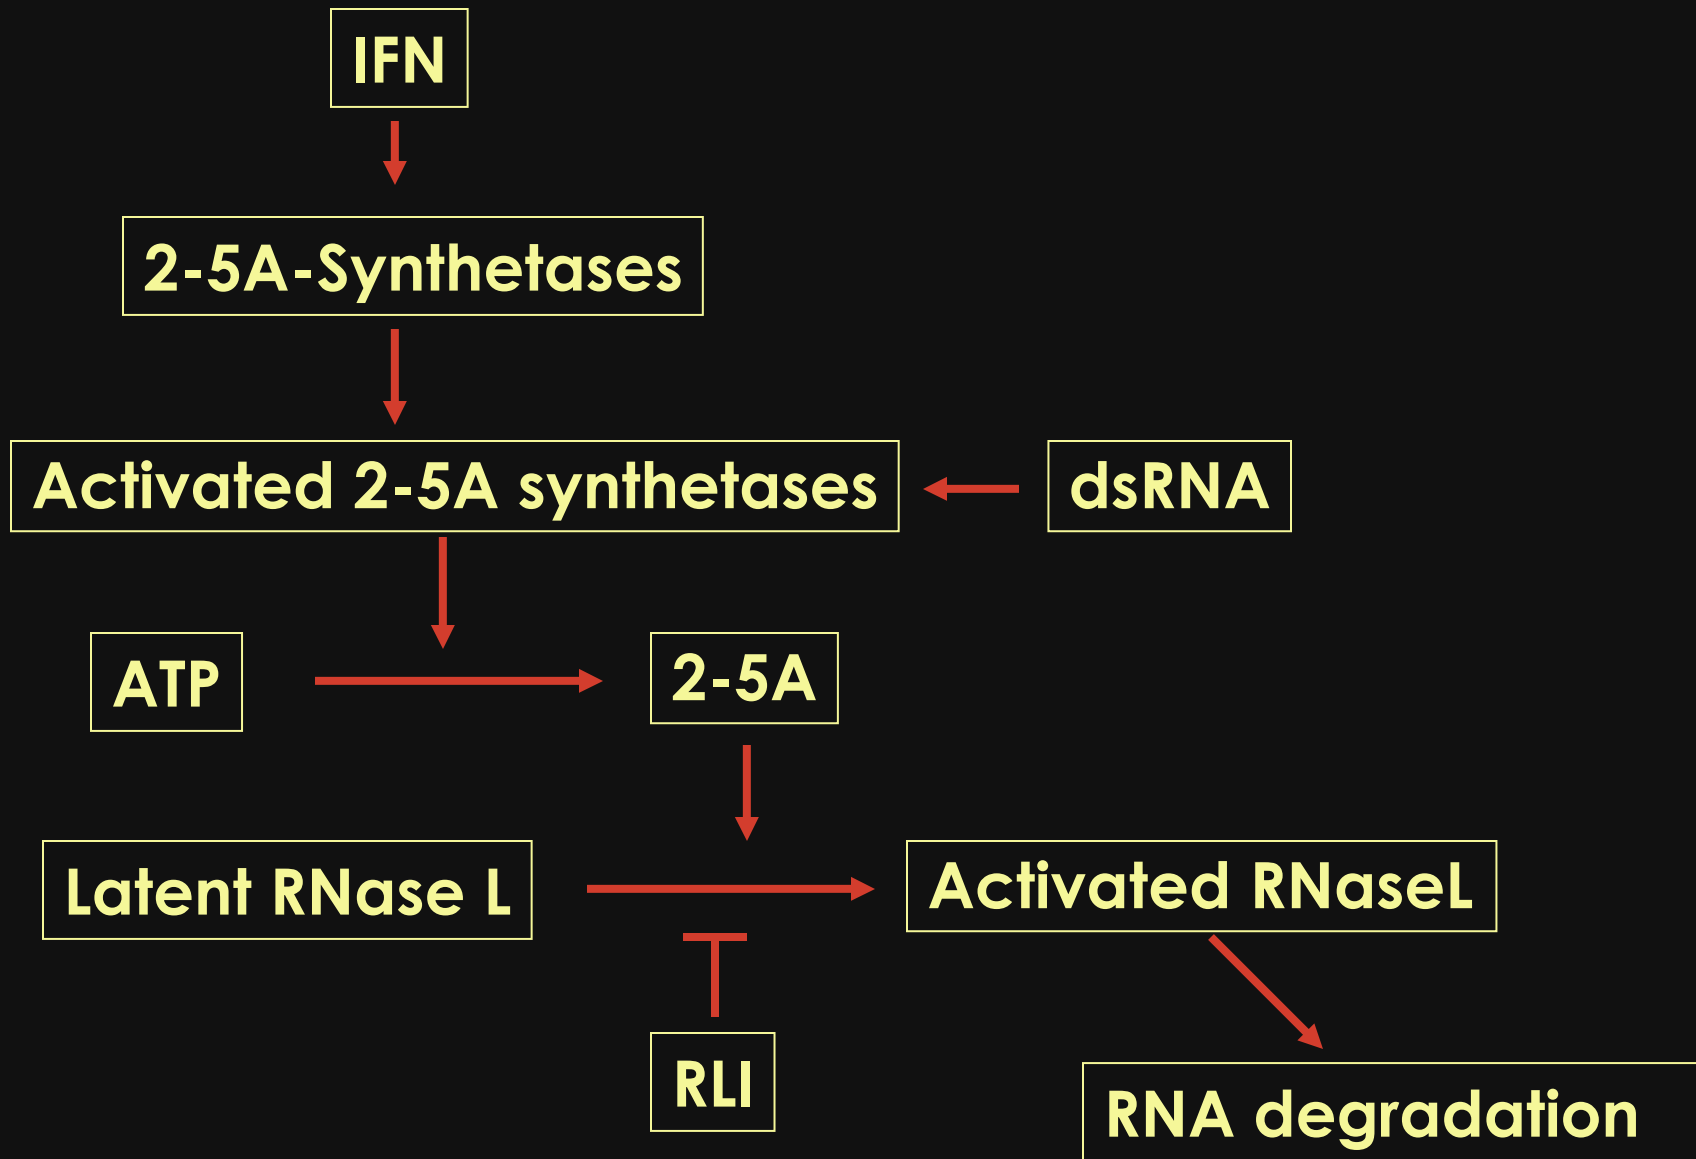 IFN
2-5A-Synthetases
Activated 2-5A synthetases
dsRNA
ATP
2-5A
Latent RNase L
Activated RNaseL
RLI
RNA degradation